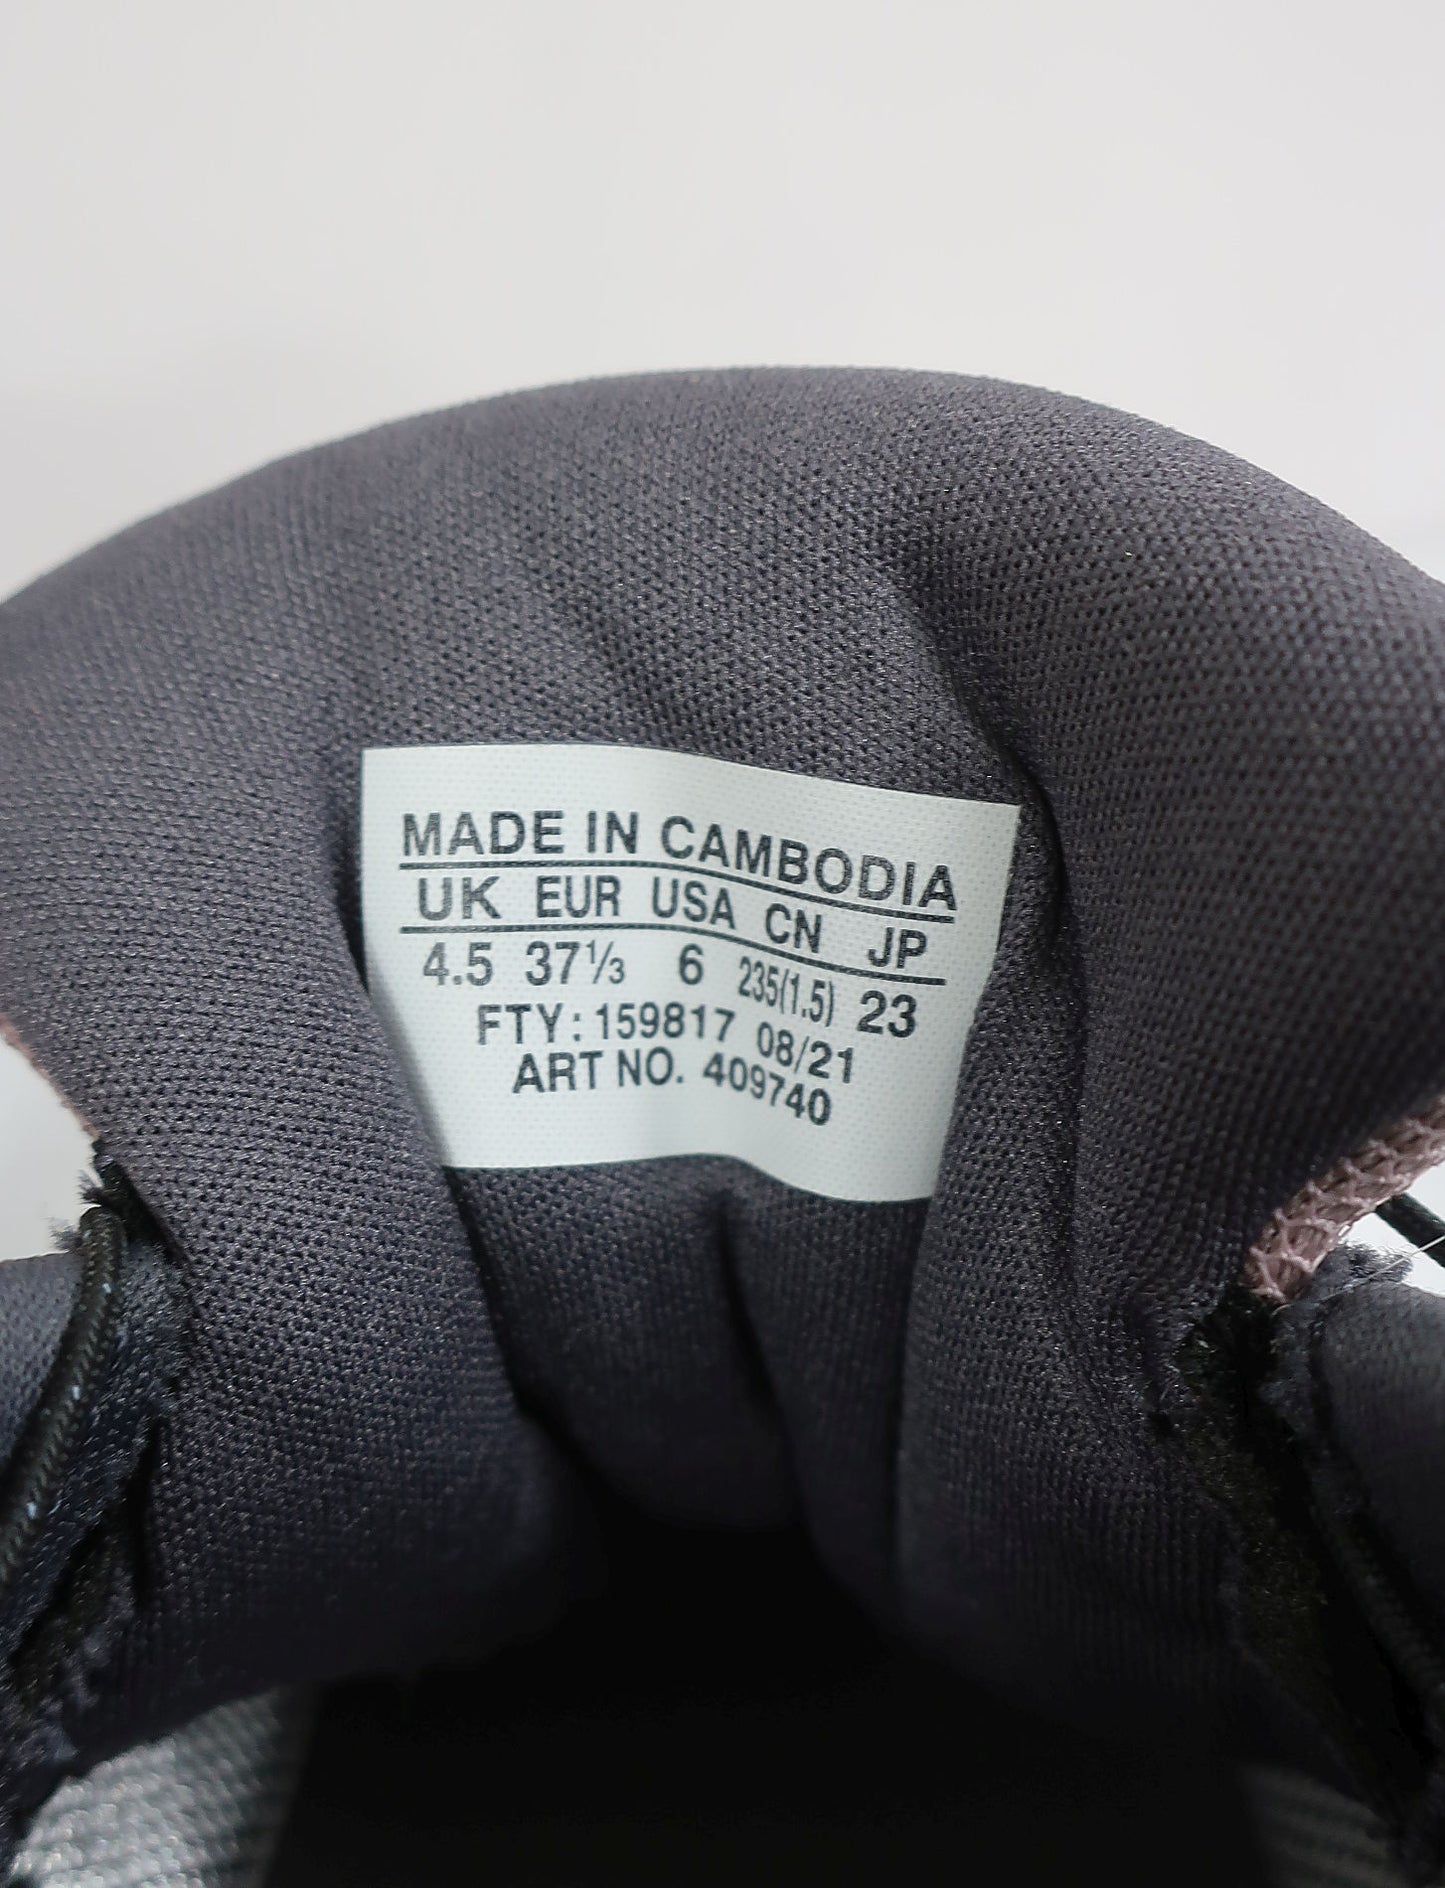 MADE IN CAMBODIA
UK EUR USA CN JP
4.5 37⅓ 6 235(1.5) 23
FTY: 159817 08/21
ART NO. 409740